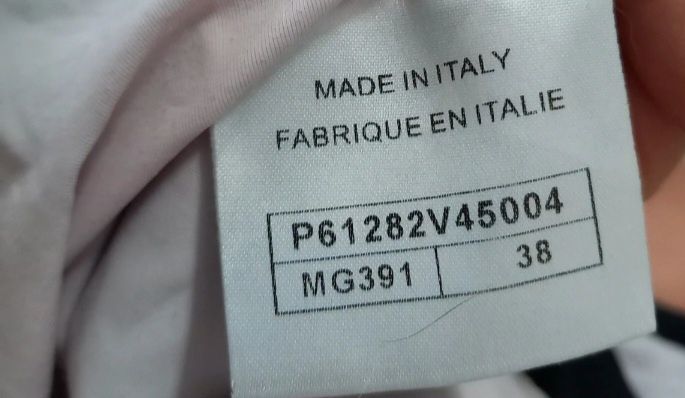 MADE IN ITALY
FABRIQUE EN ITALIE
P61282V45004
MG391 38